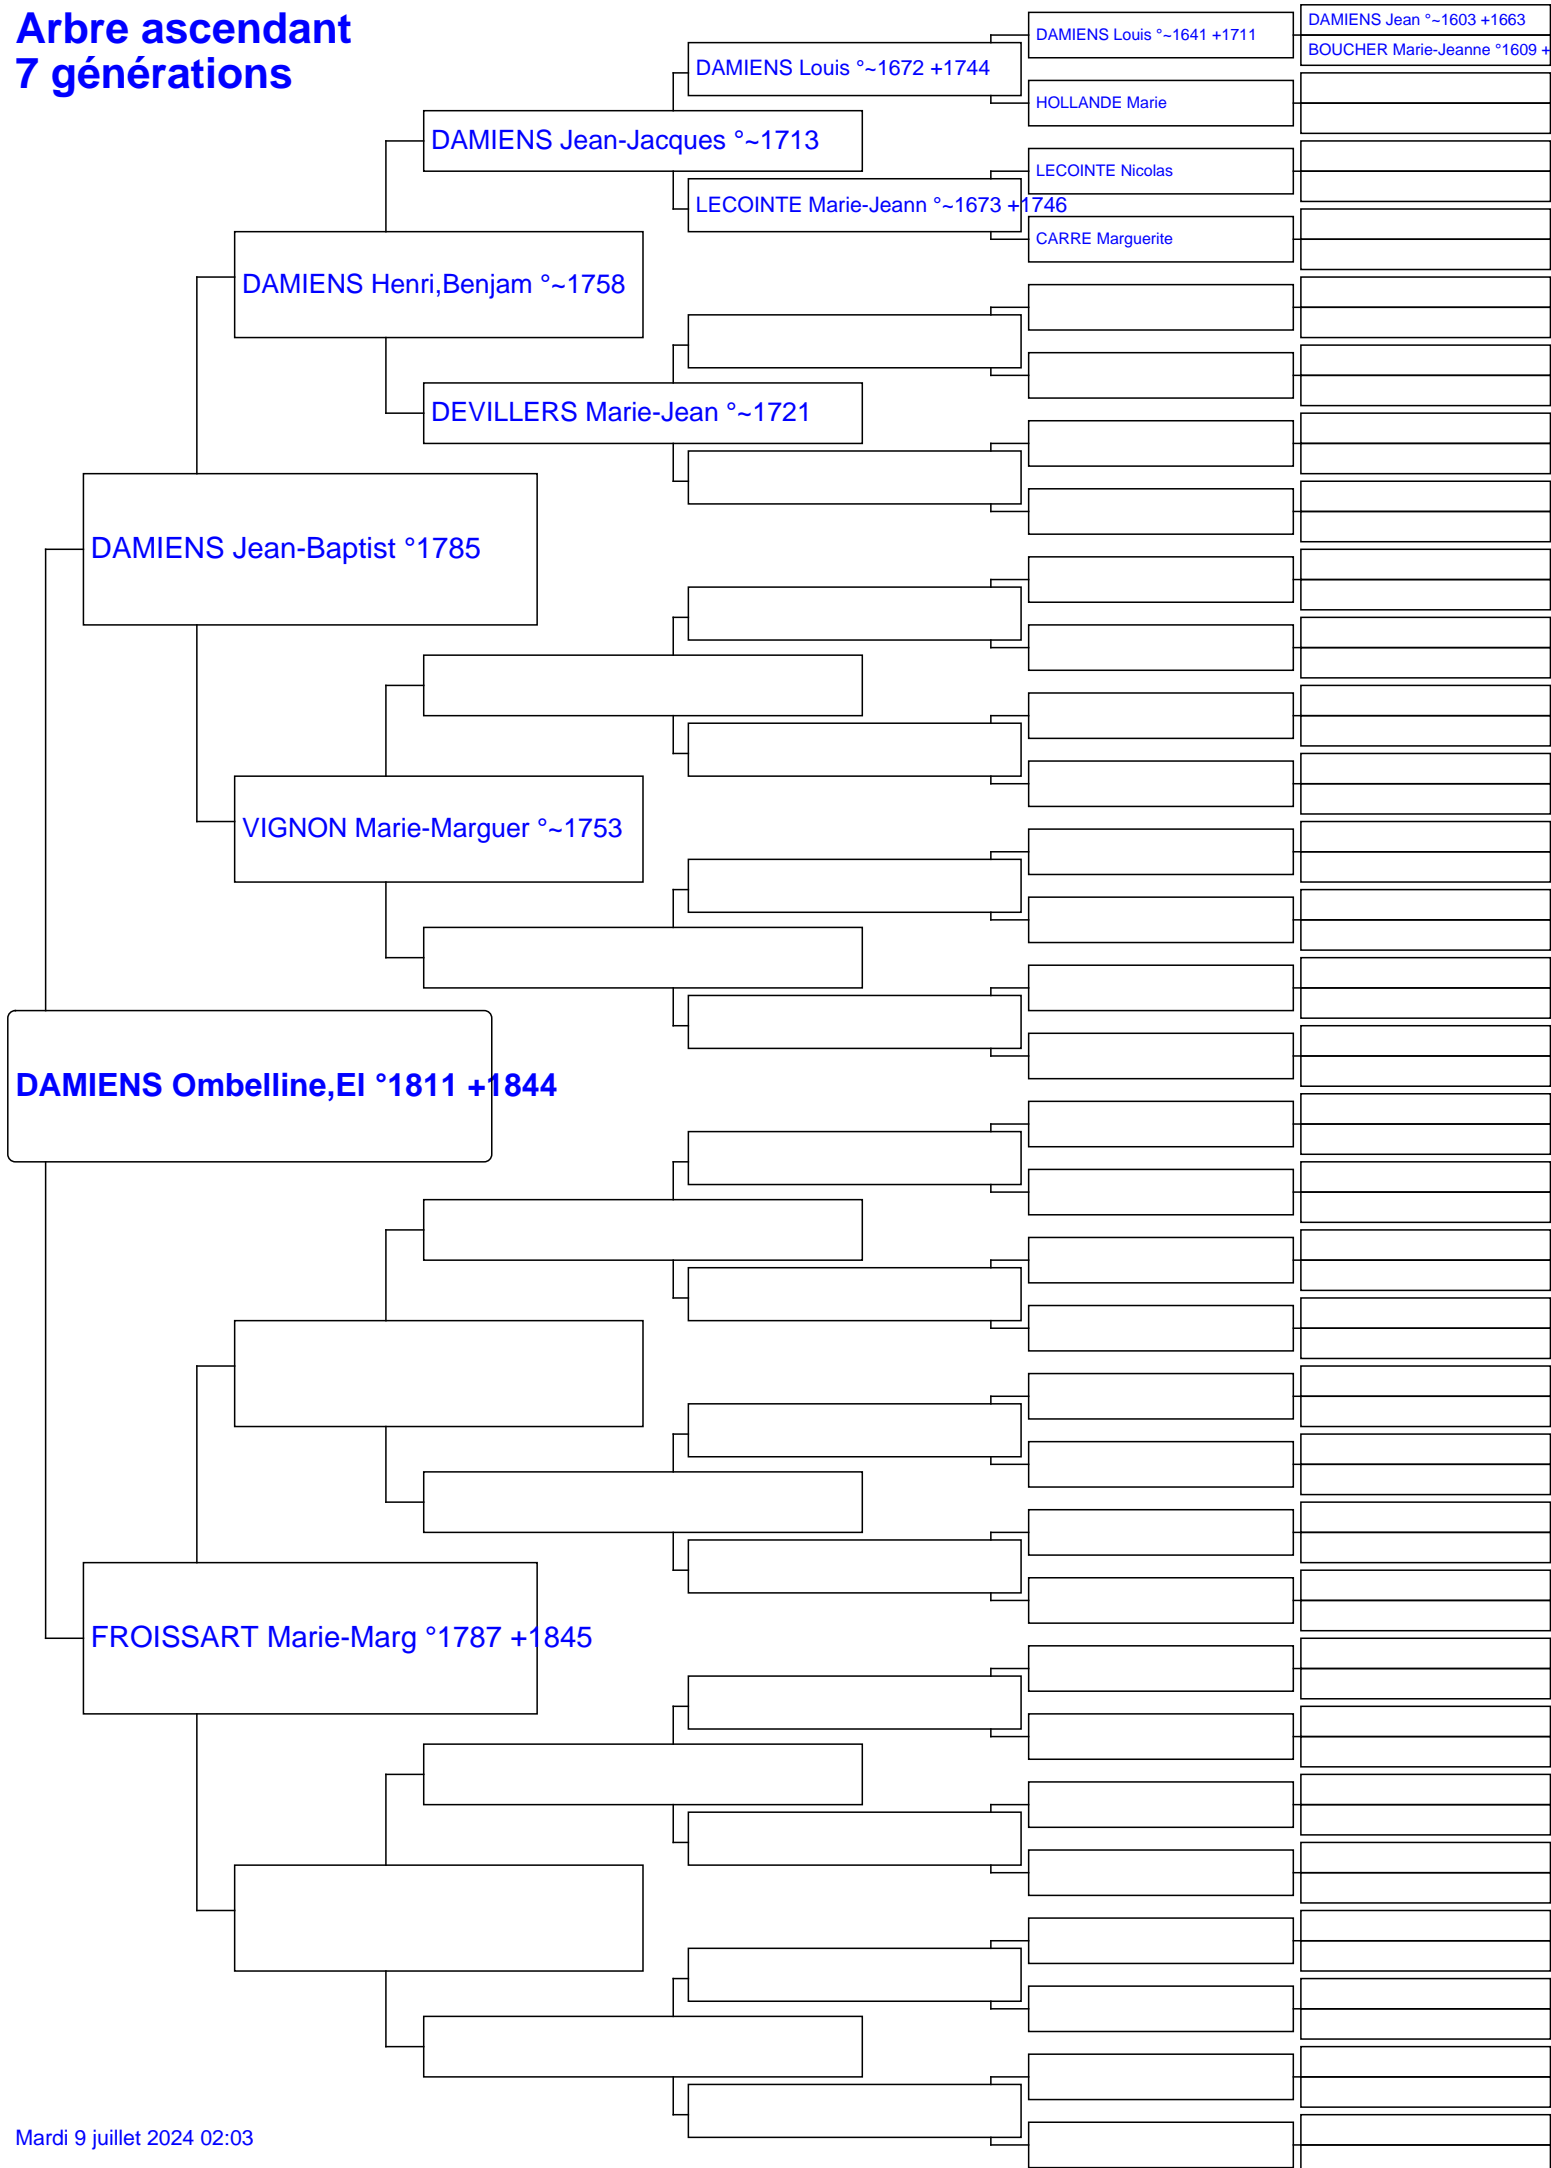 Arbre ascendant
7 générations
DAMIENS Jean °~1603 +1663
DAMIENS Louis °~1641 +1711
BOUCHER Marie-Jeanne °1609 +
DAMIENS Louis °~1672 +1744
HOLLANDE Marie
DAMIENS Jean-Jacques °~1713
LECOINTE Nicolas
LECOINTE Marie-Jeann °~1673 +1746
CARRE Marguerite
DAMIENS Henri,Benjam °~1758
DEVILLERS Marie-Jean °~1721
DAMIENS Jean-Baptist °1785
VIGNON Marie-Marguer °~1753
DAMIENS Ombelline,El °1811 +1844
FROISSART Marie-Marg °1787 +1845
Mardi 9 juillet 2024 02:03